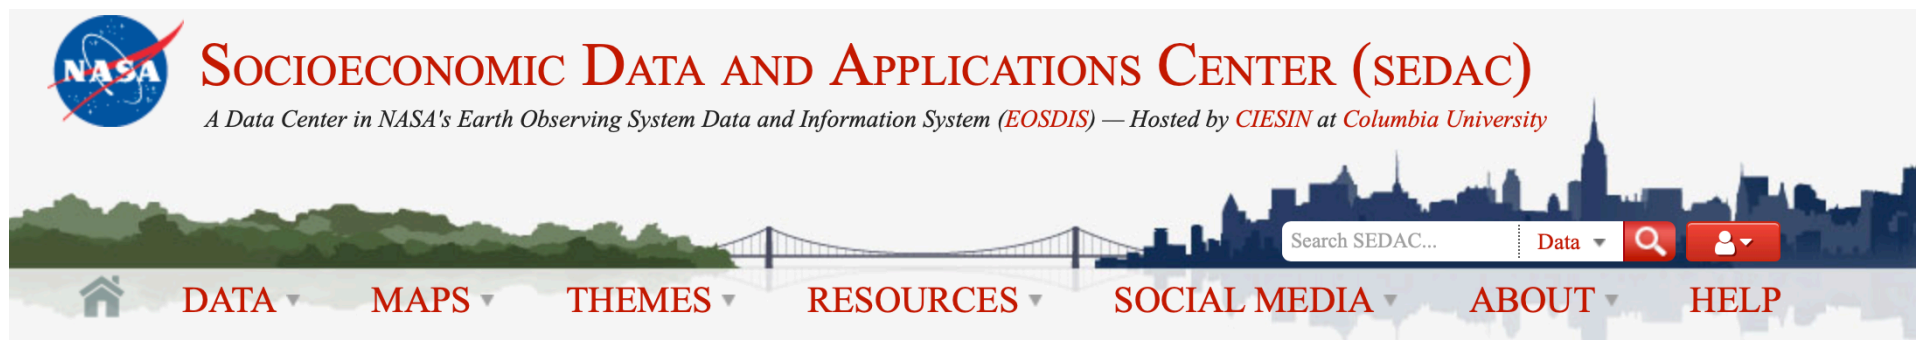 NASA
SOCIOECONOMIC DATA AND APPLICATIONS CENTER (SEDAC)
A Data Center in NASA's Earth Observing System Data and Information System (EOSDIS) — Hosted by CIESIN at Columbia University
Search SEDAC... Data
DATA MAPS THEMES RESOURCES SOCIAL MEDIA ABOUT HELP